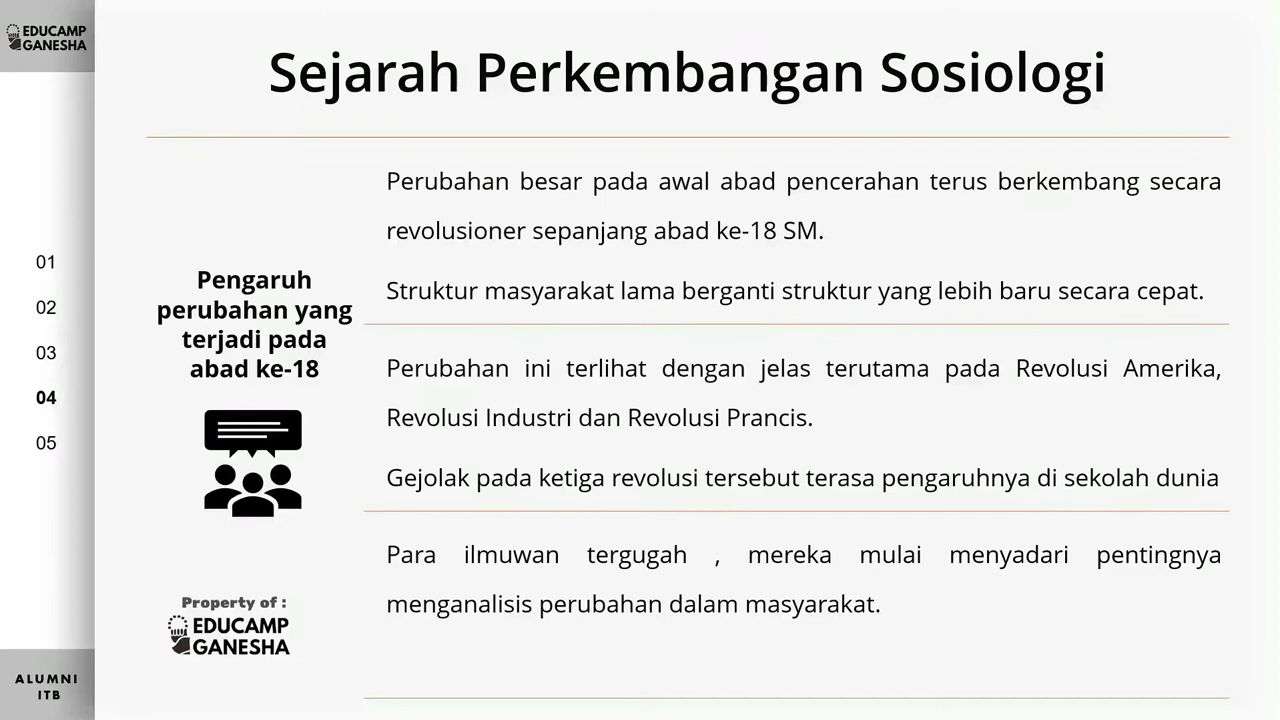 EDUCAMP
GANESHA
Sejarah Perkembangan Sosiologi
01
02
03
04
05
ALUMNI
ITB
Pengaruh
perubahan yang
terjadi pada
abad ke-18
Property of :
EDUCAMP
GANESHA
Perubahan besar pada awal abad pencerahan terus berkembang secara
revolusioner sepanjang abad ke-18 SM.
Struktur masyarakat lama berganti struktur yang lebih baru secara cepat.
Perubahan ini terlihat dengan jelas terutama pada Revolusi Amerika,
Revolusi Industri dan Revolusi Prancis.
Gejolak pada ketiga revolusi tersebut terasa pengaruhnya di sekolah dunia
Para ilmuwan tergugah , mereka mulai menyadari pentingnya
menganalisis perubahan dalam masyarakat.